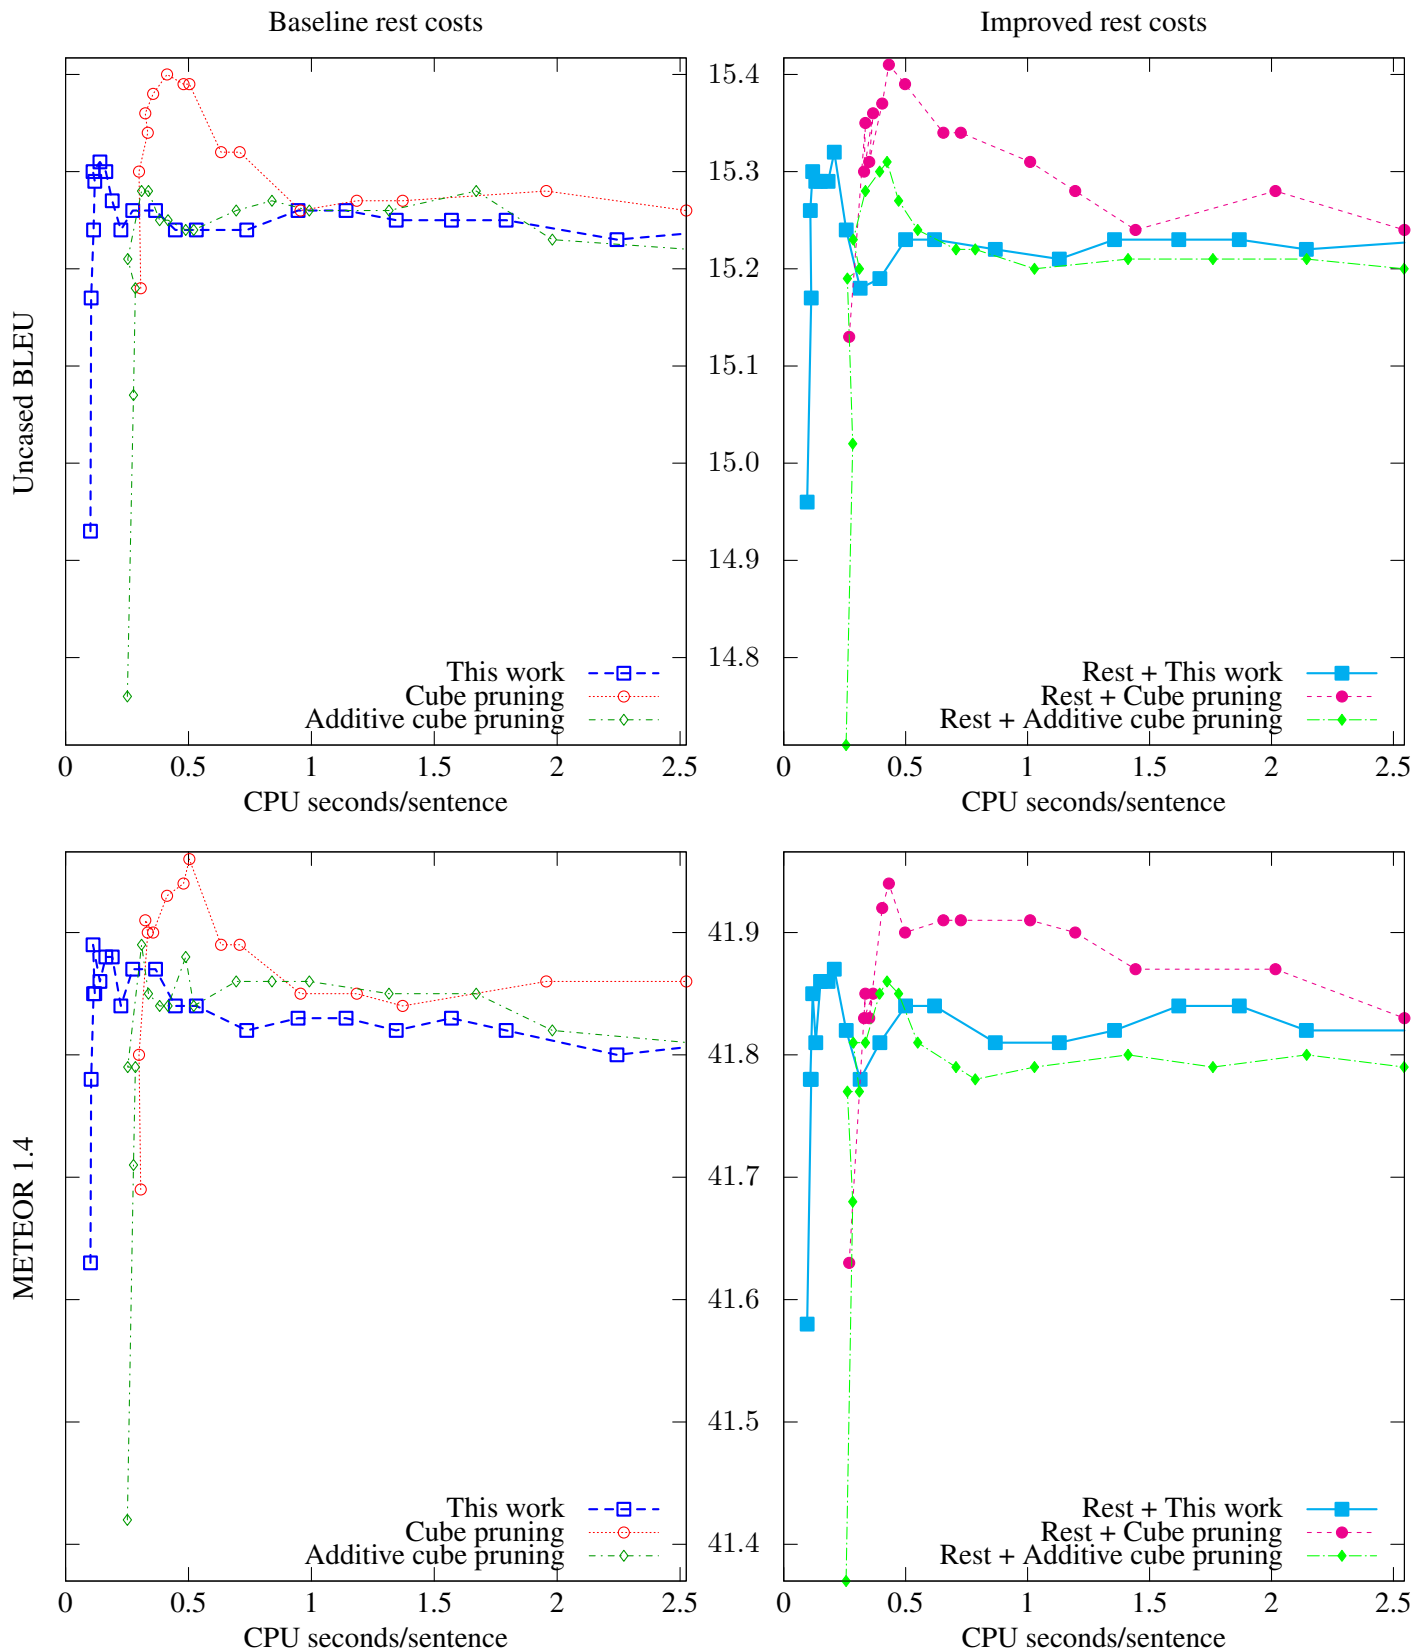 Baseline rest costs
Improved rest costs
Uncased BLEU
15.4
15.3
15.2
15.1
15.0
14.9
14.8
This work
Cube pruning
Additive cube pruning
0 0.5 1 1.5 2 2.5
CPU seconds/sentence
Rest + This work
Rest + Cube pruning
Rest + Additive cube pruning
0 0.5 1 1.5 2 2.5
CPU seconds/sentence
METEOR 1.4
41.9
41.8
41.7
41.6
41.5
41.4
This work
Cube pruning
Additive cube pruning
0 0.5 1 1.5 2 2.5
CPU seconds/sentence
Rest + This work
Rest + Cube pruning
Rest + Additive cube pruning
0 0.5 1 1.5 2 2.5
CPU seconds/sentence